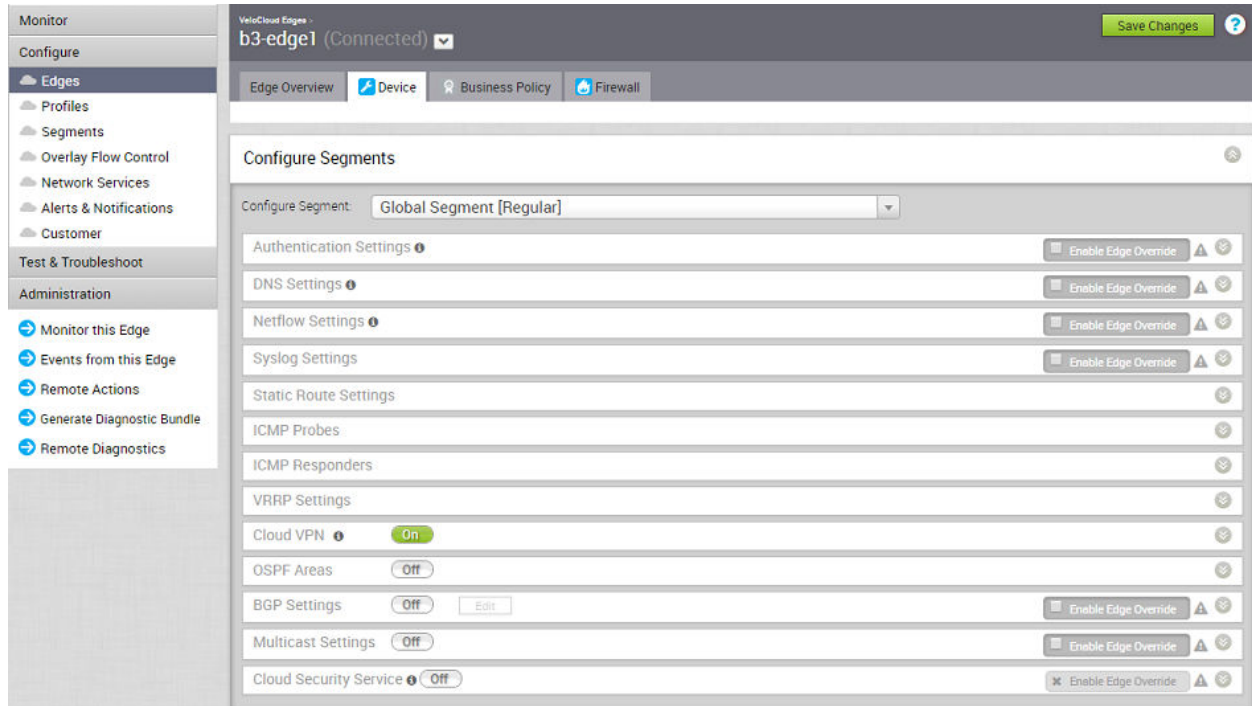 Monitor
Configure
Edges
Profiles
Segments
Overlay Flow Control
Network Services
Alerts & Notifications
Customer
Test & Troubleshoot
Administration
Monitor this Edge
Events from this Edge
Remote Actions
Generate Diagnostic Bundle
Remote Diagnostics
VeloCloud Edges >
b3-edge1 (Connected)
Save Changes ?
Edge Overview Device Business Policy Firewall
Configure Segments
Configure Segment: Global Segment [Regular]
Authentication Settings Enable Edge Override
DNS Settings Enable Edge Override
Netflow Settings Enable Edge Override
Syslog Settings Enable Edge Override
Static Route Settings
ICMP Probes
ICMP Responders
VRRP Settings
Cloud VPN On
OSPF Areas Off
BGP Settings Off Edit Enable Edge Override
Multicast Settings Off Enable Edge Override
Cloud Security Service Off Enable Edge Override